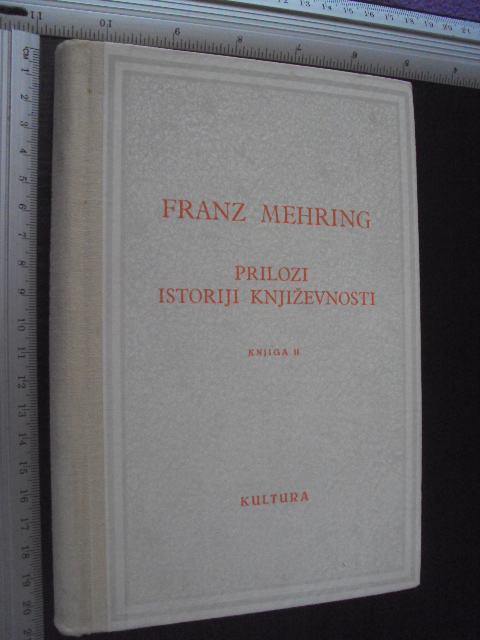 FRANZ MEHRING
PRILOZI
ISTORIJI KNJIŽEVNOSTI
KNJIGA II
KULTURA